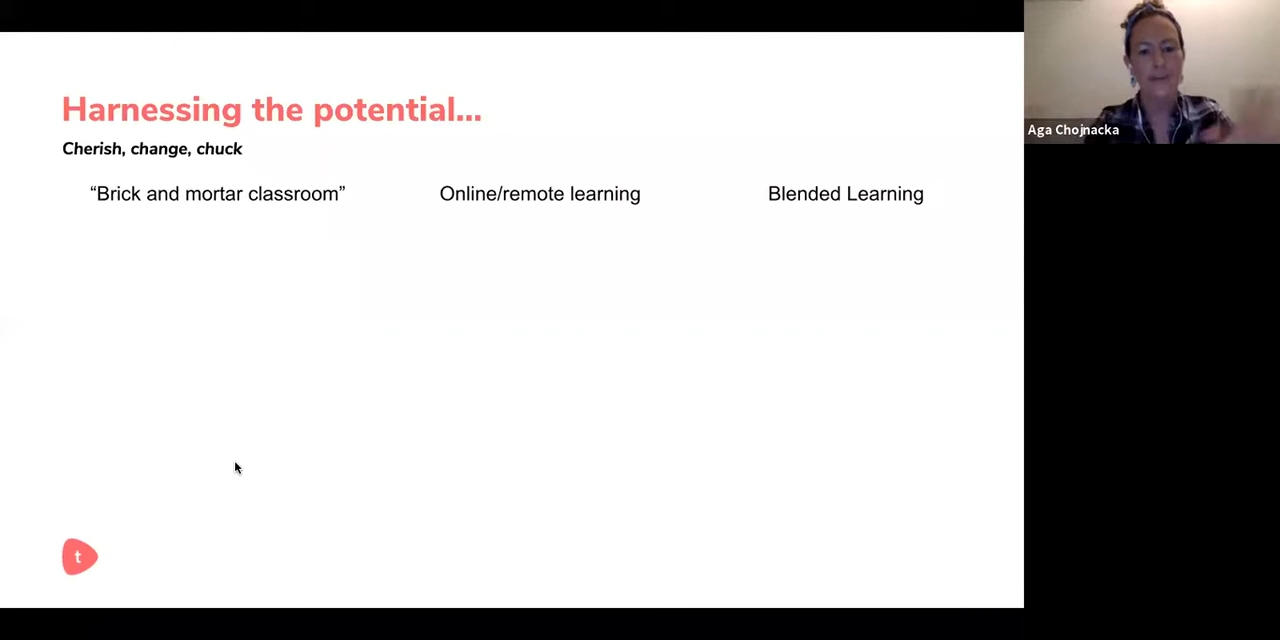 Harnessing the potential...
Cherish, change, chuck
“Brick and mortar classroom”
Online/remote learning
Blended Learning
t
Aga Chojnacka